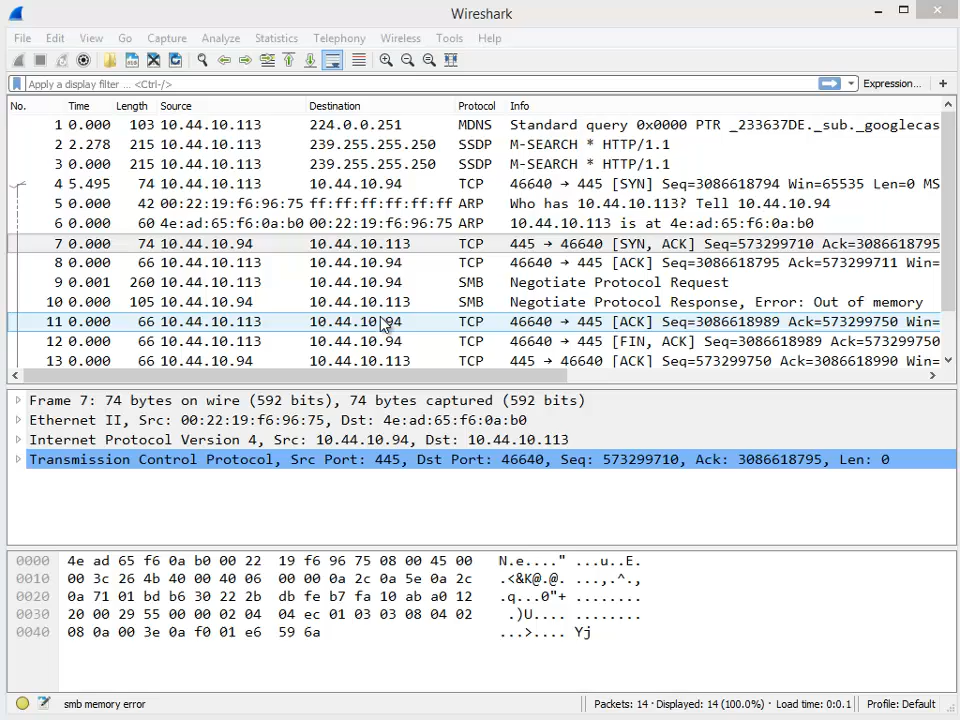 Wireshark
File Edit View Go Capture Analyze Statistics Telephony Wireless Tools Help
Apply a display filter ... <Ctrl-/> Expression... +
No. Time Length Source Destination Protocol Info
1 0.000 103 10.44.10.113 224.0.0.251 MDNS Standard query 0x0000 PTR _233637DE._sub._googlecas
2 2.278 215 10.44.10.113 239.255.255.250 SSDP M-SEARCH * HTTP/1.1
3 0.000 215 10.44.10.113 239.255.255.250 SSDP M-SEARCH * HTTP/1.1
4 5.495 74 10.44.10.113 10.44.10.94 TCP 46640 → 445 [SYN] Seq=3086618794 Win=65535 Len=0 MS
5 0.000 42 00:22:19:f6:96:75 ff:ff:ff:ff:ff:ff ARP Who has 10.44.10.113? Tell 10.44.10.94
6 0.000 60 4e:ad:65:f6:0a:b0 00:22:19:f6:96:75 ARP 10.44.10.113 is at 4e:ad:65:f6:0a:b0
7 0.000 74 10.44.10.94 10.44.10.113 TCP 445 → 46640 [SYN, ACK] Seq=573299710 Ack=3086618795
8 0.000 66 10.44.10.113 10.44.10.94 TCP 46640 → 445 [ACK] Seq=3086618795 Ack=573299711 Win=
9 0.001 260 10.44.10.113 10.44.10.94 SMB Negotiate Protocol Request
10 0.000 105 10.44.10.94 10.44.10.113 SMB Negotiate Protocol Response, Error: Out of memory
11 0.000 66 10.44.10.113 10.44.10.94 TCP 46640 → 445 [ACK] Seq=3086618989 Ack=573299750 Win=
12 0.000 66 10.44.10.113 10.44.10.94 TCP 46640 → 445 [FIN, ACK] Seq=3086618989 Ack=573299750
13 0.000 66 10.44.10.94 10.44.10.113 TCP 445 → 46640 [ACK] Seq=573299750 Ack=3086618990 Win=
Frame 7: 74 bytes on wire (592 bits), 74 bytes captured (592 bits)
Ethernet II, Src: 00:22:19:f6:96:75, Dst: 4e:ad:65:f6:0a:b0
Internet Protocol Version 4, Src: 10.44.10.94, Dst: 10.44.10.113
Transmission Control Protocol, Src Port: 445, Dst Port: 46640, Seq: 573299710, Ack: 3086618795, Len: 0
0000 4e ad 65 f6 0a b0 00 22 19 f6 96 75 08 00 45 00 N.e...." ...u..E.
0010 00 3c 26 4b 40 00 40 06 00 00 0a 2c 0a 5e 0a 2c .<&K@.@. ...,.^.,
0020 0a 71 01 bd b6 30 22 2b db fe b7 fa 10 ab a0 12 .q...0"+ ........
0030 20 00 29 55 00 00 02 04 04 ec 01 03 03 08 04 02 .)U.... ........
0040 08 0a 00 3e 0a f0 01 e6 59 6a ...>.... Yj
smb memory error Packets: 14 · Displayed: 14 (100.0%) · Load time: 0:0.1 Profile: Default